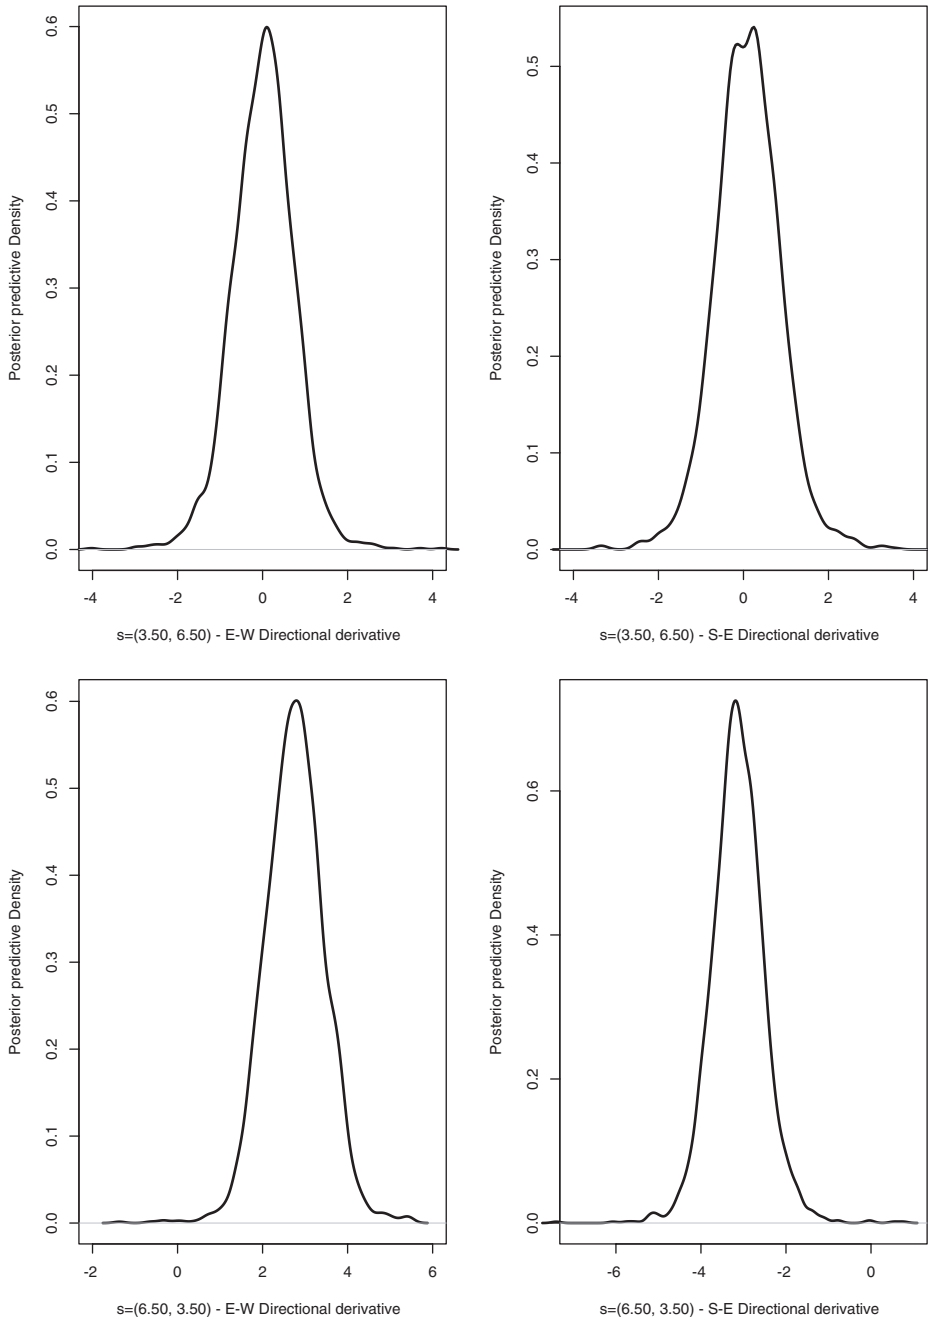 Posterior predictive Density
0.0 0.1 0.2 0.3 0.4 0.5 0.6
-4 -2 0 2 4
s=(3.50, 6.50) - E-W Directional derivative
Posterior predictive Density
0.0 0.1 0.2 0.3 0.4 0.5
-4 -2 0 2 4
s=(3.50, 6.50) - S-E Directional derivative
Posterior predictive Density
0.0 0.1 0.2 0.3 0.4 0.5 0.6
-2 0 2 4 6
s=(6.50, 3.50) - E-W Directional derivative
Posterior predictive Density
0.0 0.2 0.4 0.6
-6 -4 -2 0
s=(6.50, 3.50) - S-E Directional derivative